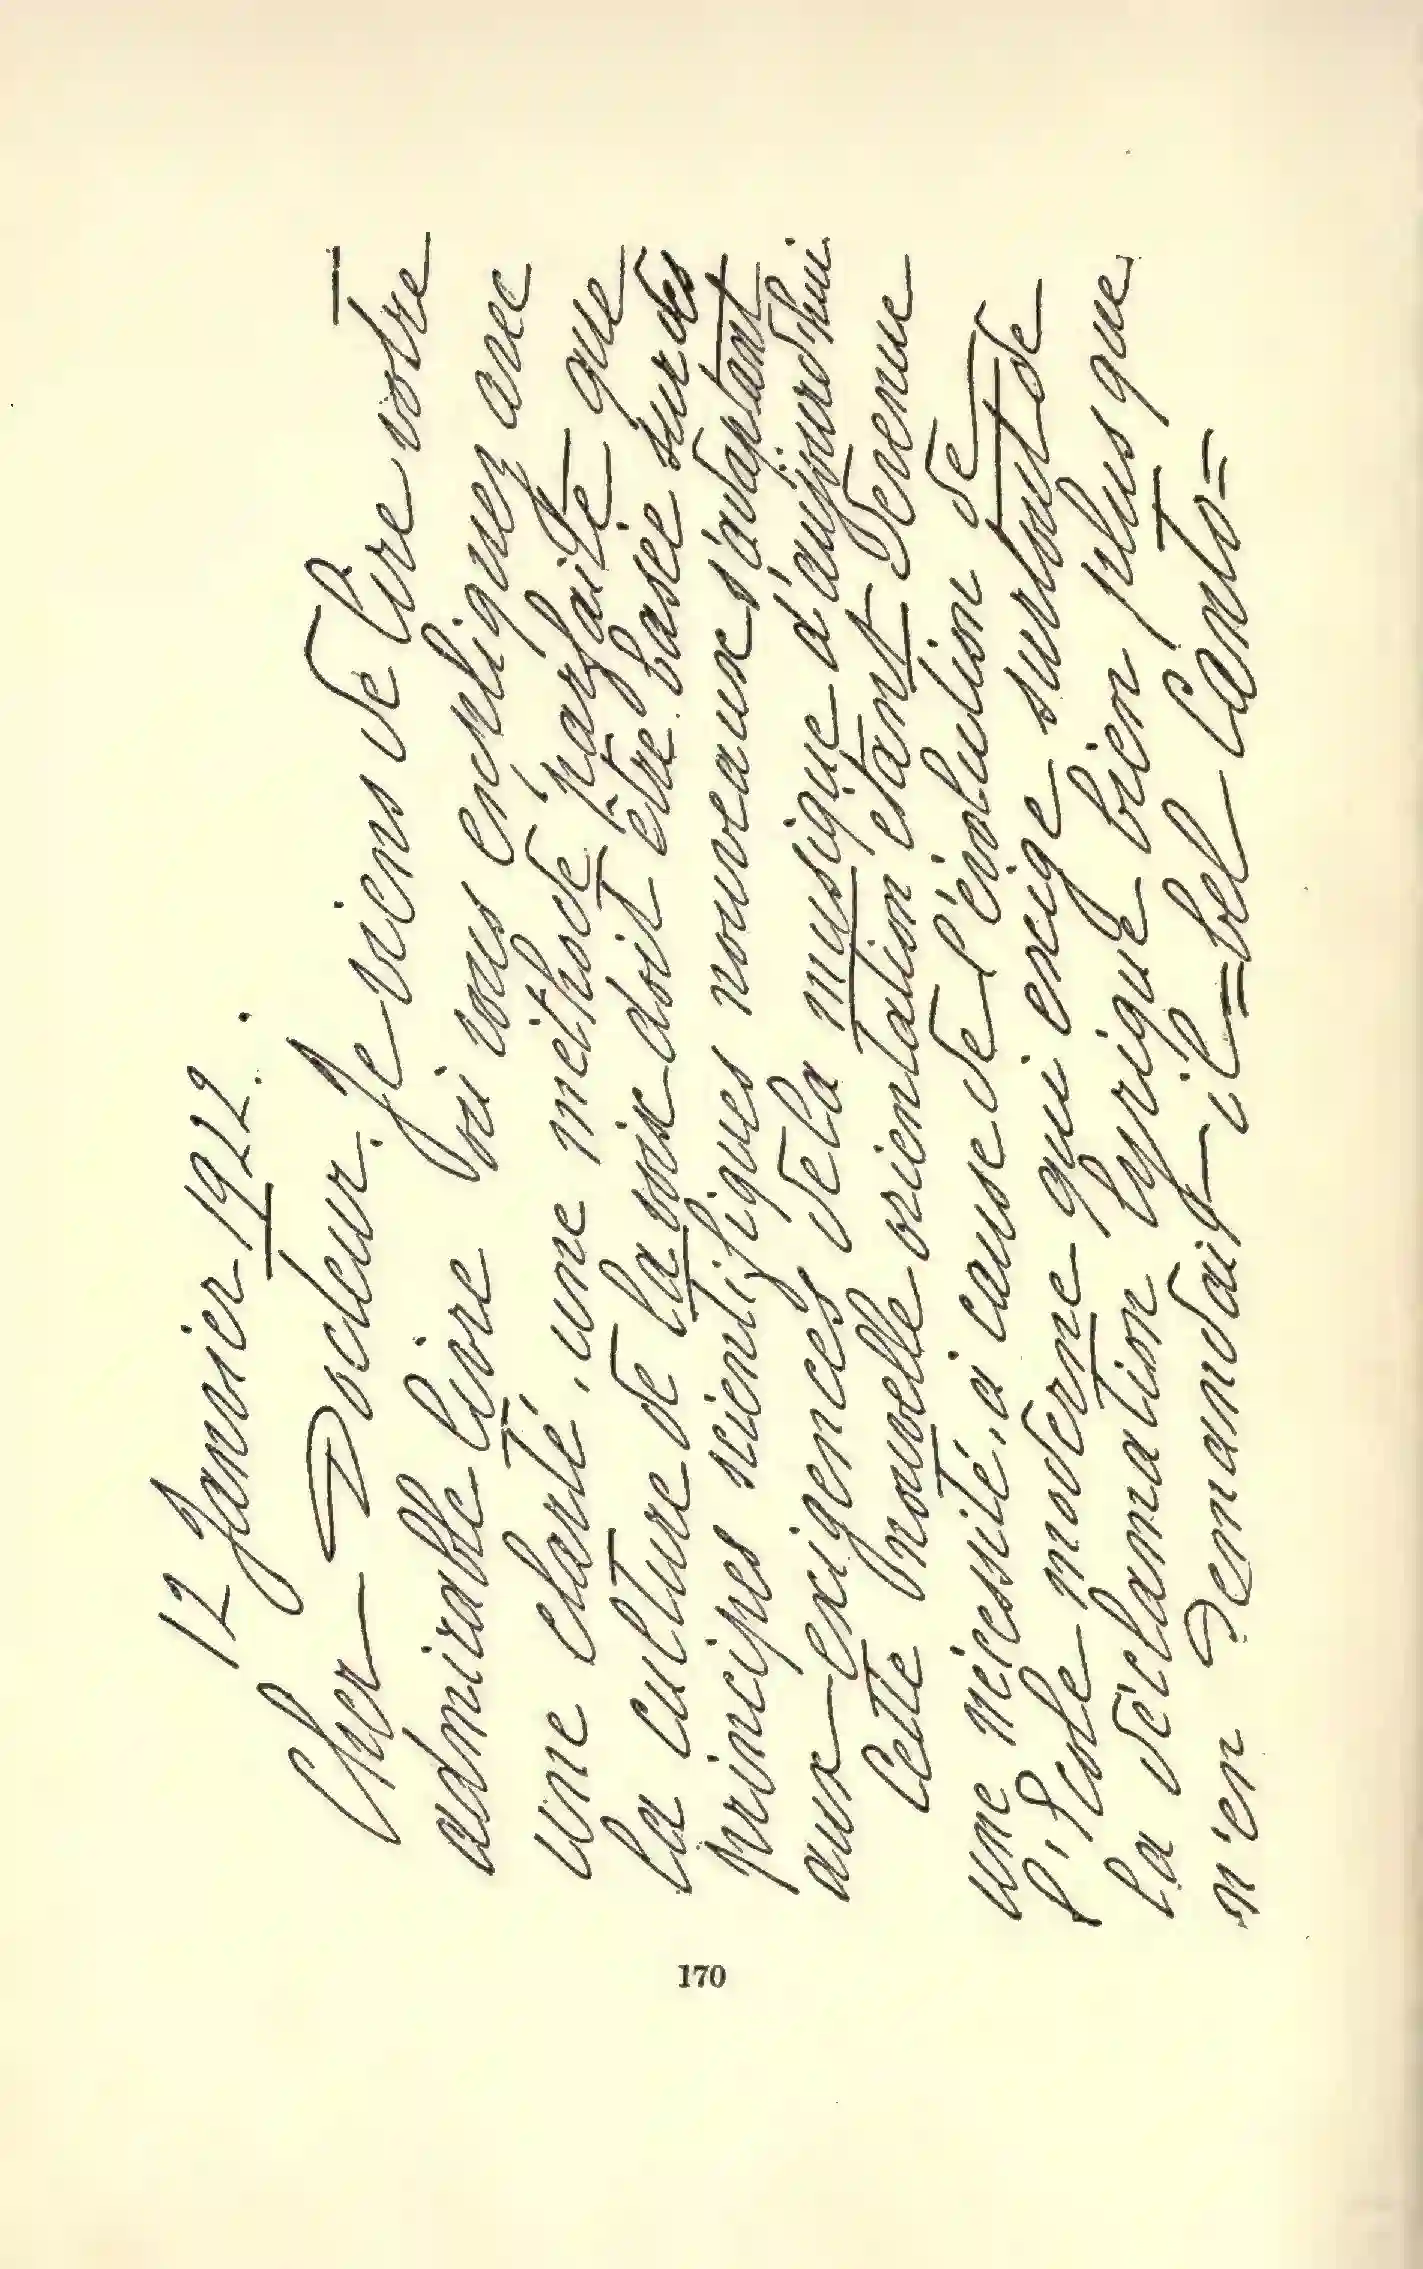 12 Janvier 1922.
Cher Docteur. Je viens de lire votre
admirable livre où vous expliquez avec
une clarté, une méthode parfaite que
la culture de la voix doit être basée sur des
principes scientifiques nouveaux s'adaptant
aux exigences de la musique d'aujourd'hui
Cette nouvelle orientation étant devenue
une nécessité, à cause de l'évolution de
l'École moderne qui exige surtout de
la déclamation lyrique bien plus que
n'en demandait il = bel Canto =
170